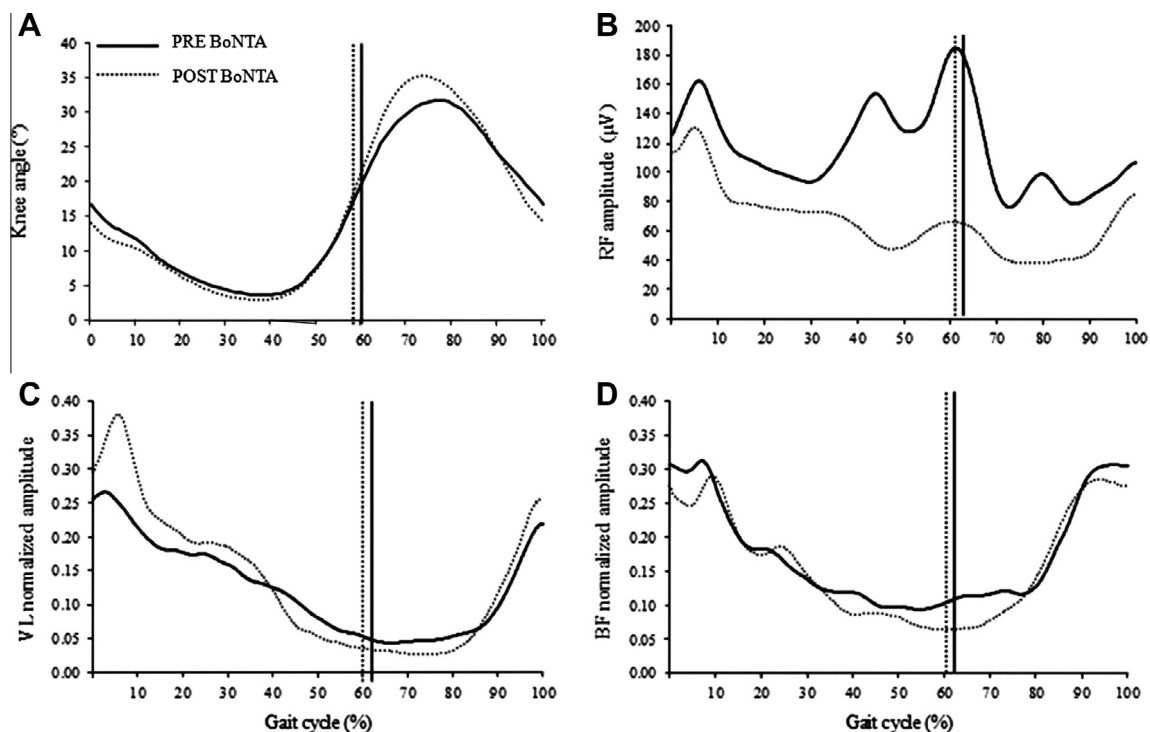 A
PRE BoNTA
POST BoNTA
Knee angle (°)
40
35
30
25
20
15
10
5
0
0 10 20 30 40 50 60 70 80 90 100
B
RF amplitude (µV)
200
180
160
140
120
100
80
60
40
20
0
10 20 30 40 50 60 70 80 90 100
C
VL normalized amplitude
0.40
0.35
0.30
0.25
0.20
0.15
0.10
0.05
0.00
10 20 30 40 50 60 70 80 90 100
Gait cycle (%)
D
BF normalized amplitude
0.40
0.35
0.30
0.25
0.20
0.15
0.10
0.05
0.00
10 20 30 40 50 60 70 80 90 100
Gait cycle (%)